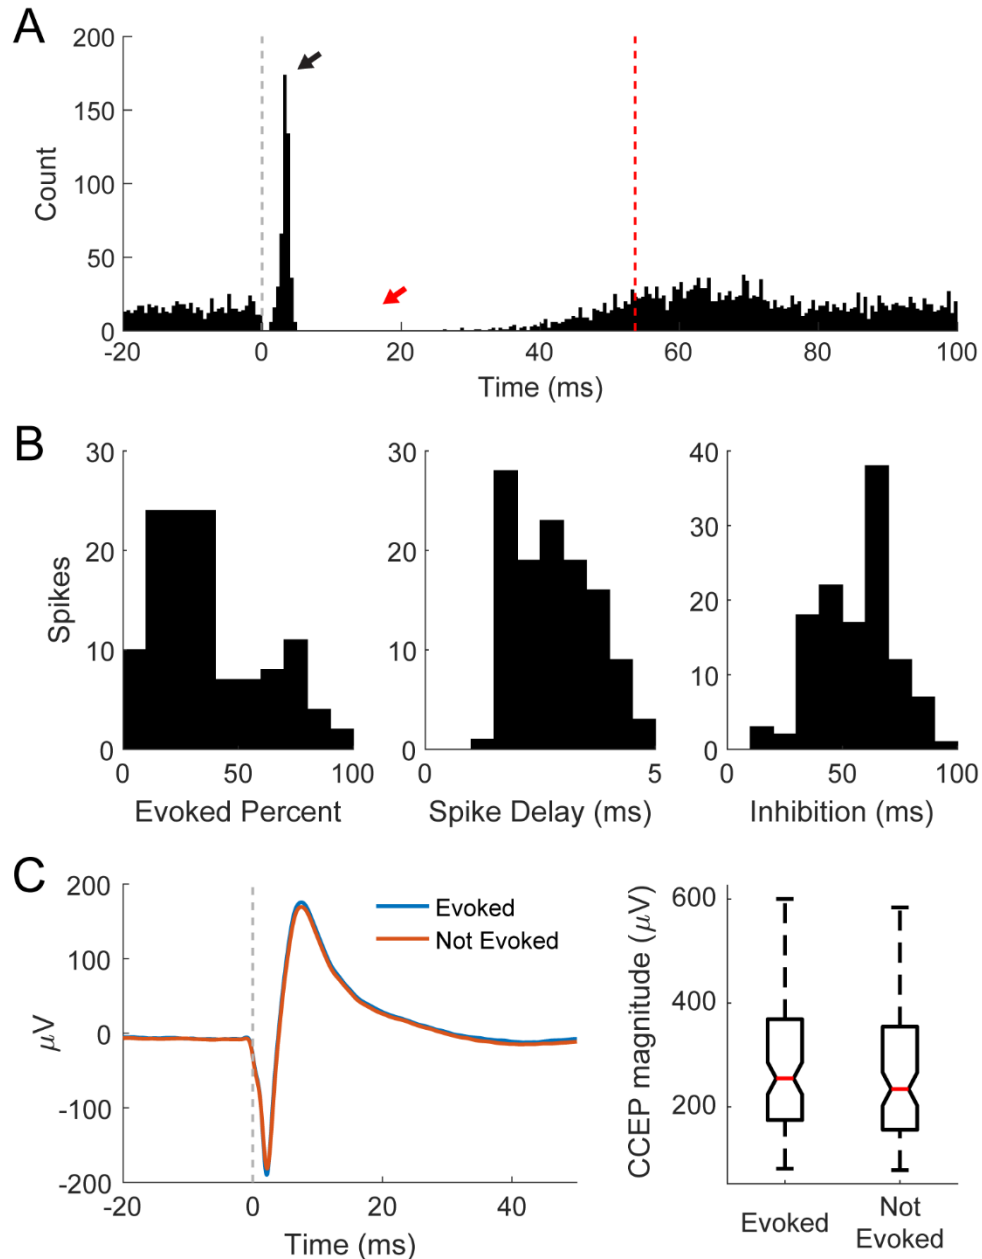 A
200
150
100
50
0
Count
-20 0 20 40 60 80 100
Time (ms)
B
30
20
10
0
Spikes
0 50 100
Evoked Percent
30
20
10
0
0 5
Spike Delay (ms)
40
30
20
10
0
0 50 100
Inhibition (ms)
C
200
100
0
-100
-200
μV
Evoked
Not Evoked
-20 0 20 40
Time (ms)
600
400
200
CCEP magnitude (μV)
Evoked
Not
Evoked